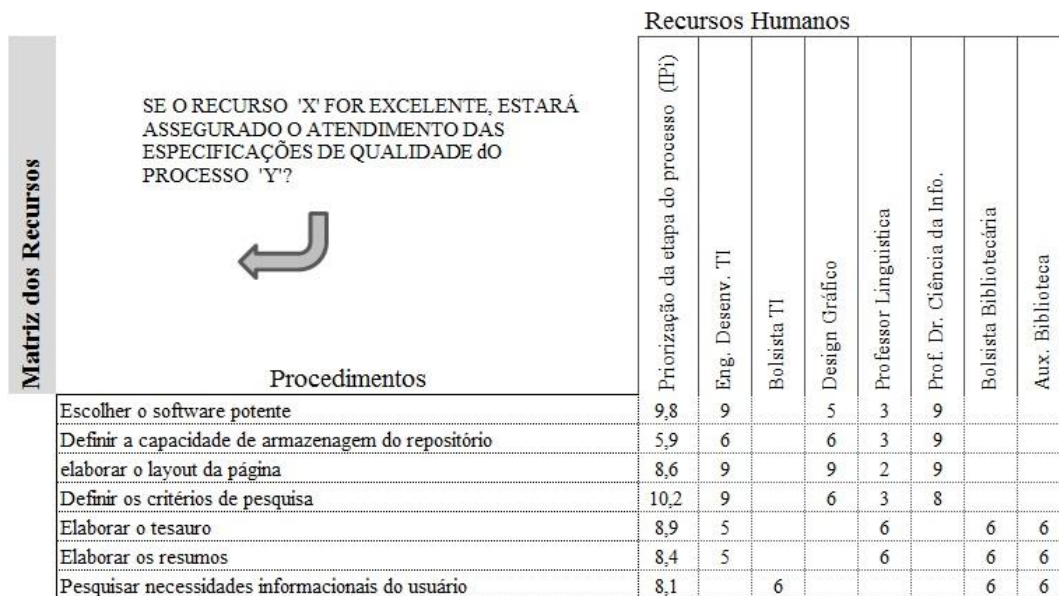 Recursos Humanos
Matriz dos Recursos
SE O RECURSO 'X' FOR EXCELENTE, ESTARÁ
ASSEGURADO O ATENDIMENTO DAS
ESPECIFICAÇÕES DE QUALIDADE dO
PROCESSO 'Y'?
Procedimentos
Priorização da etapa do processo (IPi)
Eng. Desenv. TI
Bolsista TI
Design Gráfico
Professor Linguistica
Prof. Dr. Ciência da Info.
Bolsista Bibliotecária
Aux. Biblioteca
Escolher o software potente 9,8 9 5 3 9
Definir a capacidade de armazenagem do repositório 5,9 6 6 3 9
elaborar o layout da página 8,6 9 9 2 9
Definir os critérios de pesquisa 10,2 9 6 3 8
Elaborar o tesauro 8,9 5 6 6 6
Elaborar os resumos 8,4 5 6 6 6
Pesquisar necessidades informacionais do usuário 8,1 6 6 6